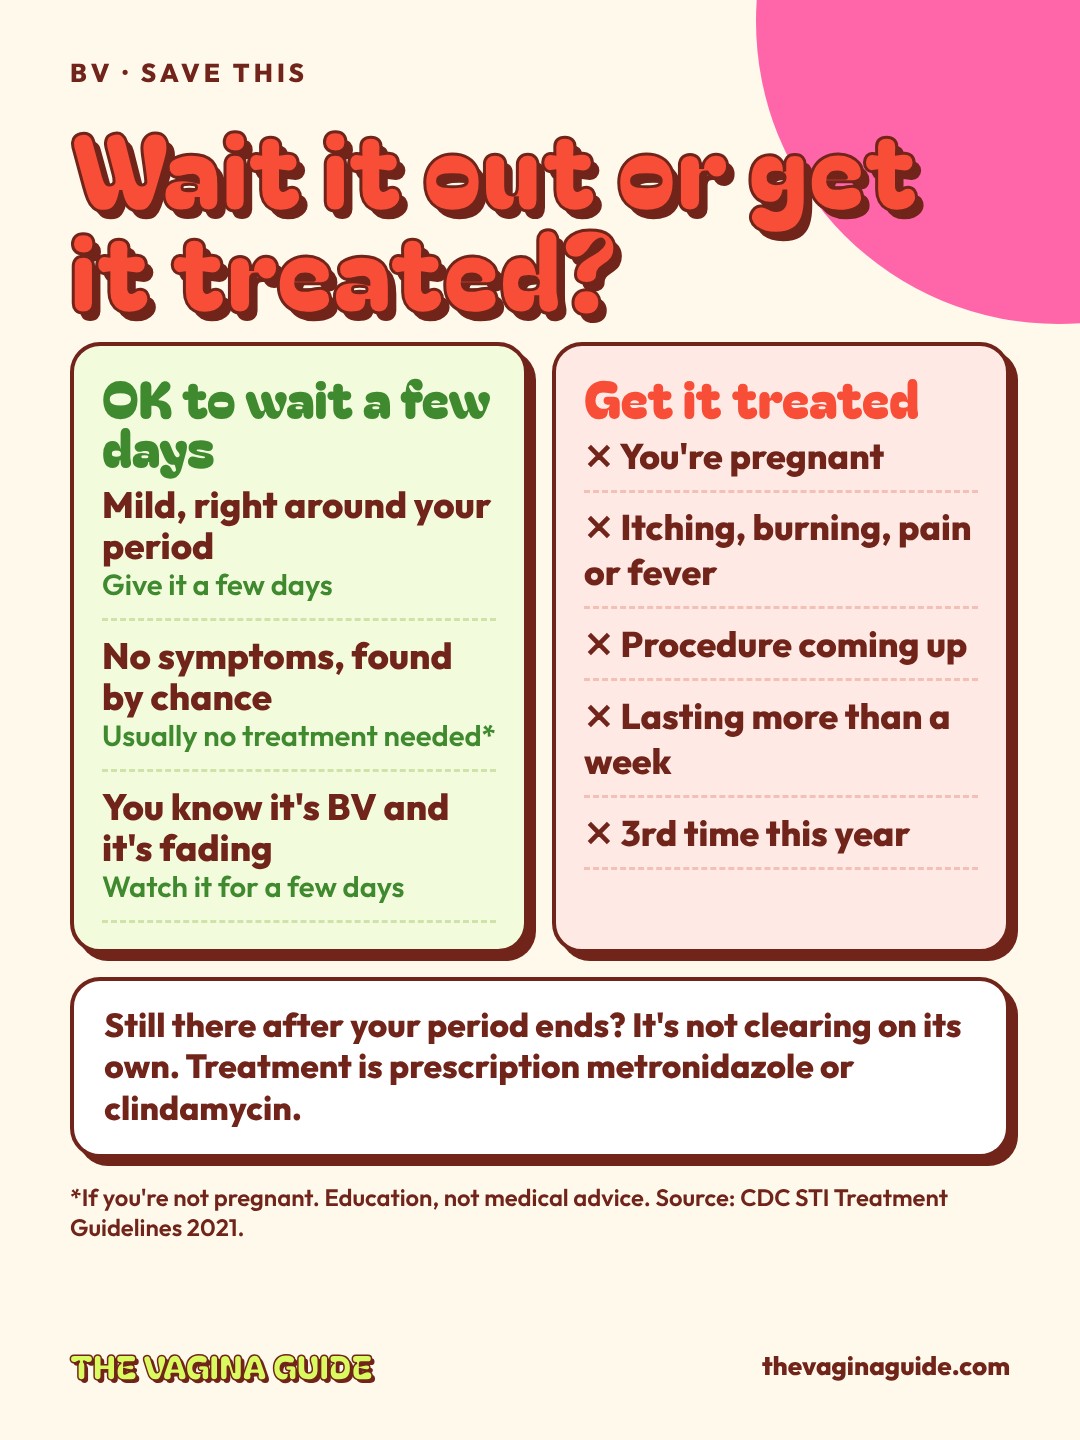 BV · SAVE THIS
Wait it out or get
it treated?
OK to wait a few
days
Mild, right around your
period
Give it a few days
No symptoms, found
by chance
Usually no treatment needed*
You know it's BV and
it's fading
Watch it for a few days
Get it treated
✕ You're pregnant
✕ Itching, burning, pain
or fever
✕ Procedure coming up
✕ Lasting more than a
week
✕ 3rd time this year
Still there after your period ends? It's not clearing on its
own. Treatment is prescription metronidazole or
clindamycin.
*If you're not pregnant. Education, not medical advice. Source: CDC STI Treatment
Guidelines 2021.
THE VAGINA GUIDE
thevaginaguide.com